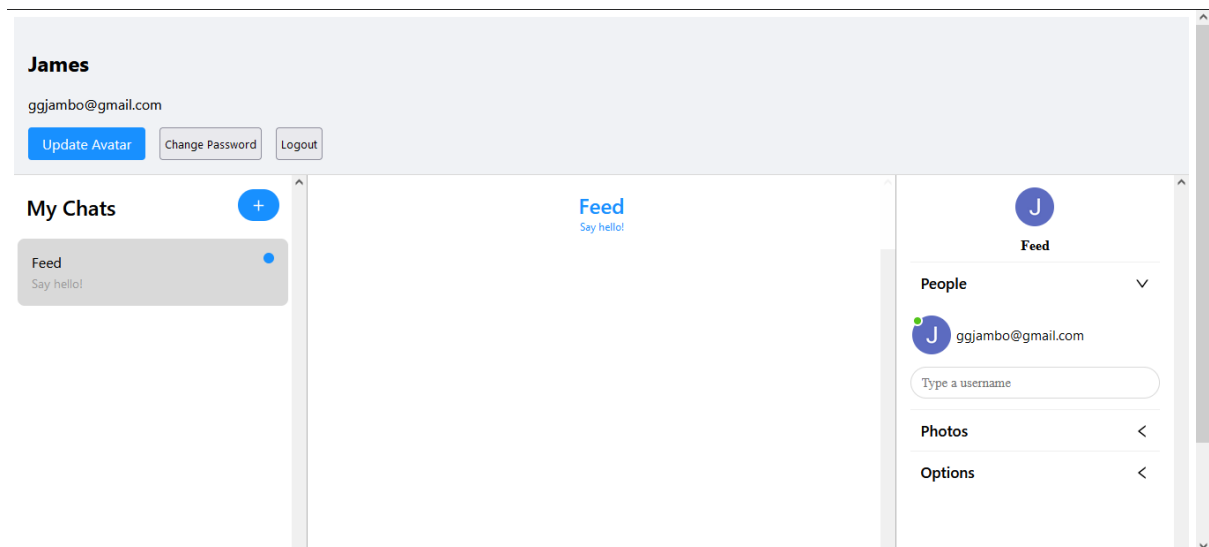 James
ggjambo@gmail.com
Update Avatar Change Password Logout
My Chats +
Feed
Say hello!
Feed
Say hello!
J
Feed
People
J ggjambo@gmail.com
Type a username
Photos
Options